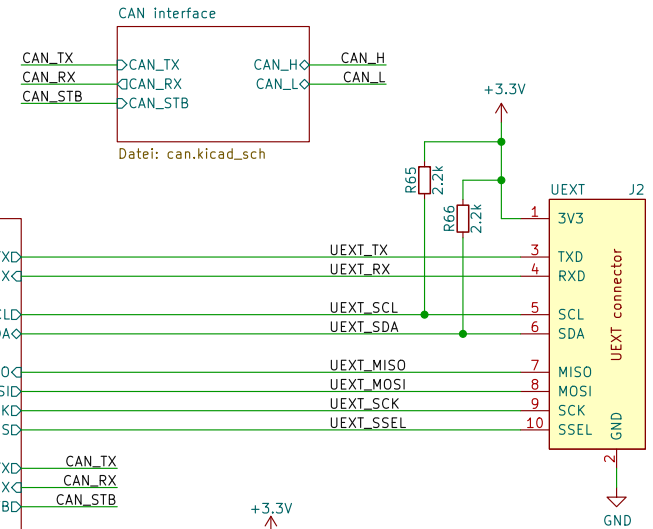 CAN interface
CAN_TX CAN_TX CAN_H CAN_H
CAN_RX CAN_RX CAN_L CAN_L
CAN_STB CAN_STB
Datei: can.kicad_sch
+3.3V
R65 2.2k
R66 2.2k
UEXT J2
1 3V3
UEXT_TX 3 TXD
UEXT_RX 4 RXD
UEXT_SCL 5 SCL
UEXT_SDA 6 SDA
UEXT connector
UEXT_MISO 7 MISO
UEXT_MOSI 8 MOSI
UEXT_SCK 9 SCK
UEXT_SSEL 10 SSEL
GND
2
CAN_TX
CAN_RX
CAN_STB
+3.3V
GND